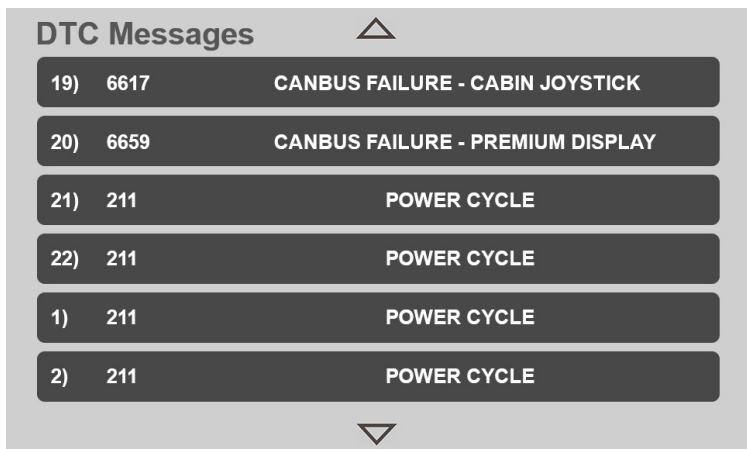 DTC Messages
19) 6617 CANBUS FAILURE - CABIN JOYSTICK
20) 6659 CANBUS FAILURE - PREMIUM DISPLAY
21) 211 POWER CYCLE
22) 211 POWER CYCLE
1) 211 POWER CYCLE
2) 211 POWER CYCLE